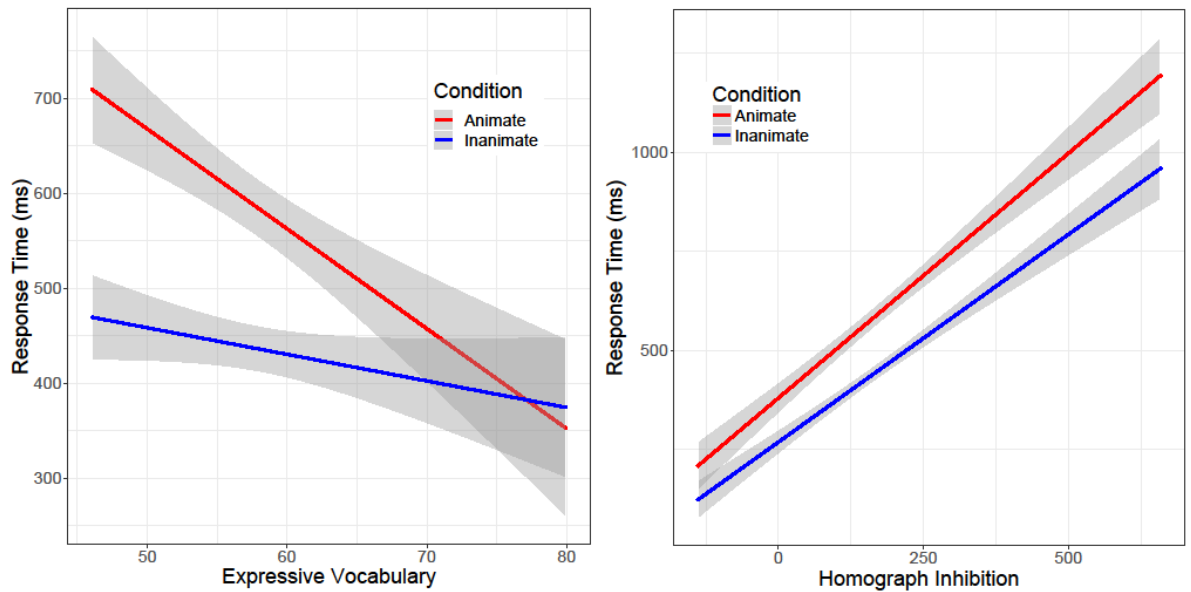 Response Time (ms)
700
600
500
400
300
50
60
70
80
Expressive Vocabulary
Condition
Animate
Inanimate
Response Time (ms)
1000
500
0
250
500
Homograph Inhibition
Condition
Animate
Inanimate